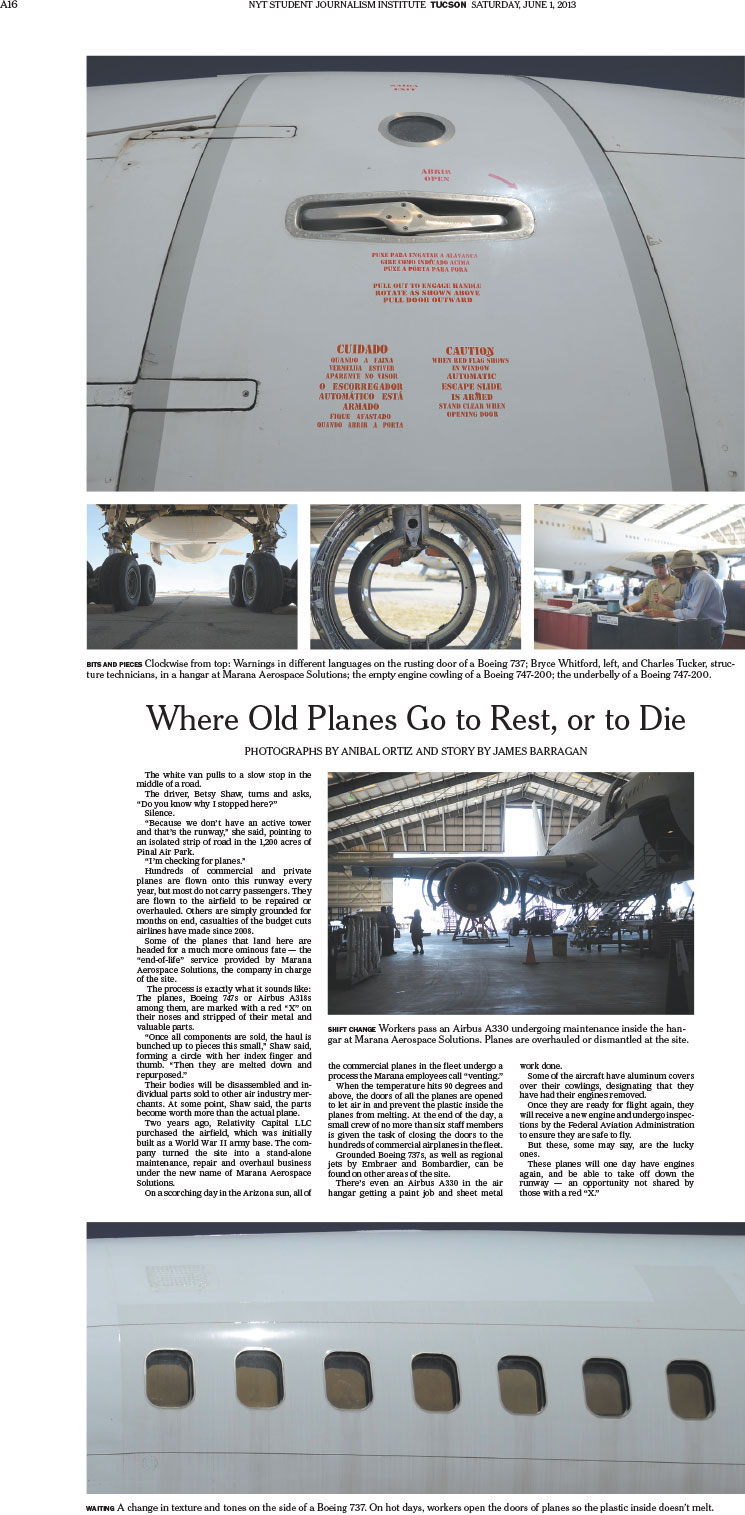 A16
NYT STUDENT JOURNALISM INSTITUTE TUCSON SATURDAY, JUNE 1, 2013
SAIDA
EXIT
ABRIR
OPEN
PUXE PARA ENGATAR A ALAVANCA
GIRE COMO INDICADO ACIMA
PUXE A PORTA PARA FORA
PULL OUT TO ENGAGE HANDLE
ROTATE AS SHOWN ABOVE
PULL DOOR OUTWARD
CUIDADO
QUANDO A FAIXA
VERMELHA ESTIVER
APARENTE NO VISOR
O ESCORREGADOR
AUTOMÁTICO ESTÁ
ARMADO
FIQUE AFASTADO
QUANDO ABRIR A PORTA
CAUTION
WHEN RED FLAG SHOWS
IN WINDOW
AUTOMATIC
ESCAPE SLIDE
IS ARMED
STAND CLEAR WHEN
OPENING DOOR
BITS AND PIECES Clockwise from top: Warnings in different languages on the rusting door of a Boeing 737; Bryce Whitford, left, and Charles Tucker, struc-
ture technicians, in a hangar at Marana Aerospace Solutions; the empty engine cowling of a Boeing 747-200; the underbelly of a Boeing 747-200.
Where Old Planes Go to Rest, or to Die
PHOTOGRAPHS BY ANIBAL ORTIZ AND STORY BY JAMES BARRAGAN
The white van pulls to a slow stop in the
middle of a road.
The driver, Betsy Shaw, turns and asks,
“Do you know why I stopped here?”
Silence.
“Because we don’t have an active tower
and that’s the runway,” she said, pointing to
an isolated strip of road in the 1,200 acres of
Pinal Air Park.
“I’m checking for planes.”
Hundreds of commercial and private
planes are flown onto this runway every
year, but most do not carry passengers. They
are flown to the airfield to be repaired or
overhauled. Others are simply grounded for
months on end, casualties of the budget cuts
airlines have made since 2008.
Some of the planes that land here are
headed for a much more ominous fate — the
“end-of-life” service provided by Marana
Aerospace Solutions, the company in charge
of the site.
The process is exactly what it sounds like:
The planes, Boeing 747s or Airbus A318s
among them, are marked with a red “X” on
their noses and stripped of their metal and
valuable parts.
“Once all components are sold, the haul is
bunched up to pieces this small,” Shaw said,
forming a circle with her index finger and
thumb. “Then they are melted down and
repurposed.”
Their bodies will be disassembled and in-
dividual parts sold to other air industry mer-
chants. At some point, Shaw said, the parts
become worth more than the actual plane.
Two years ago, Relativity Capital LLC
purchased the airfield, which was initially
built as a World War II army base. The com-
pany turned the site into a stand-alone
maintenance, repair and overhaul business
under the new name of Marana Aerospace
Solutions.
On a scorching day in the Arizona sun, all of
SHIFT CHANGE Workers pass an Airbus A330 undergoing maintenance inside the han-
gar at Marana Aerospace Solutions. Planes are overhauled or dismantled at the site.
the commercial planes in the fleet undergo a
process the Marana employees call “venting.”
When the temperature hits 90 degrees and
above, the doors of all the planes are opened
to let air in and prevent the plastic inside the
planes from melting. At the end of the day, a
small crew of no more than six staff members
is given the task of closing the doors to the
hundreds of commercial airplanes in the fleet.
Grounded Boeing 737s, as well as regional
jets by Embraer and Bombardier, can be
found on other areas of the site.
There’s even an Airbus A330 in the air
hangar getting a paint job and sheet metal
work done.
Some of the aircraft have aluminum covers
over their cowlings, designating that they
have had their engines removed.
Once they are ready for flight again, they
will receive a new engine and undergo inspec-
tions by the Federal Aviation Administration
to ensure they are safe to fly.
But these, some may say, are the lucky
ones.
These planes will one day have engines
again, and be able to take off down the
runway — an opportunity not shared by
those with a red “X.”
WAITING A change in texture and tones on the side of a Boeing 737. On hot days, workers open the doors of planes so the plastic inside doesn’t melt.